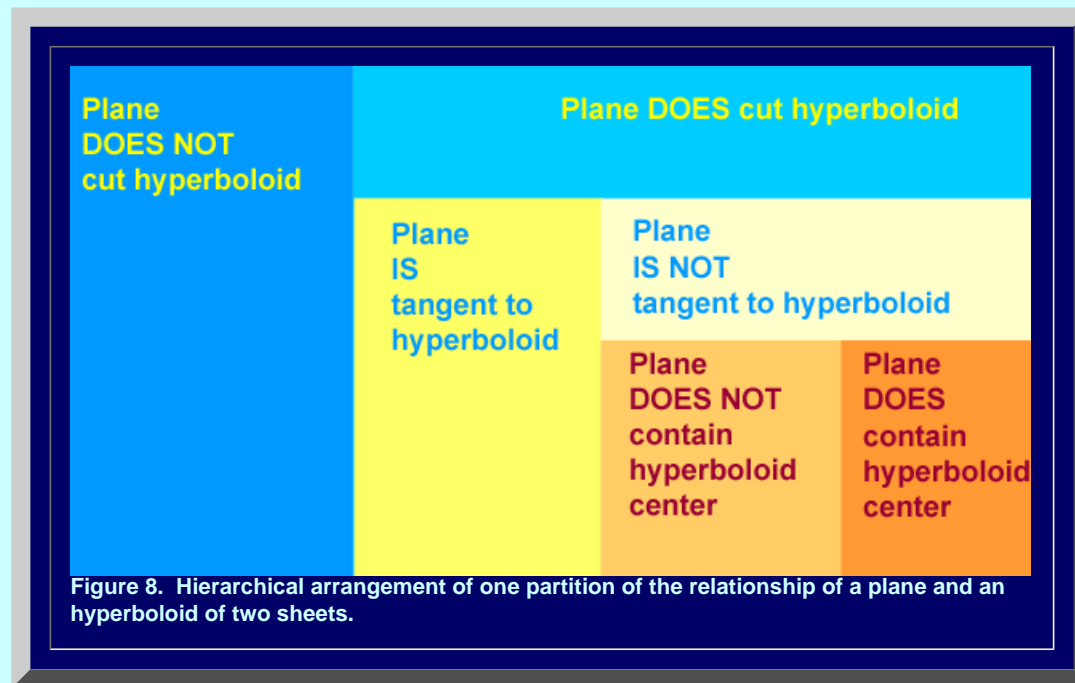 Plane
DOES NOT
cut hyperboloid
Plane DOES cut hyperboloid
Plane
IS
tangent to
hyperboloid
Plane
IS NOT
tangent to hyperboloid
Plane
DOES NOT
contain
hyperboloid
center
Plane
DOES
contain
hyperboloid
center
Figure 8. Hierarchical arrangement of one partition of the relationship of a plane and an
hyperboloid of two sheets.